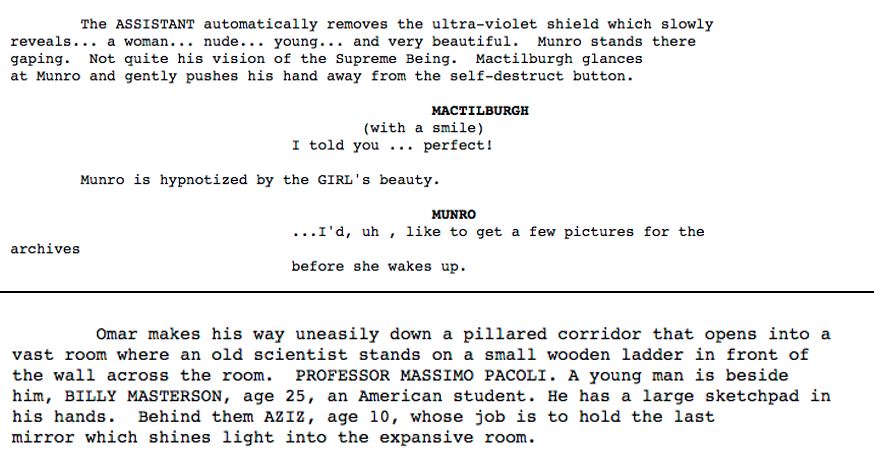 The ASSISTANT automatically removes the ultra-violet shield which slowly
reveals... a woman... nude... young... and very beautiful.  Munro stands there
gaping.  Not quite his vision of the Supreme Being.  Mactilburgh glances
at Munro and gently pushes his hand away from the self-destruct button.
MACTILBURGH
(with a smile)
I told you ... perfect!
Munro is hypnotized by the GIRL's beauty.
MUNRO
...I'd, uh , like to get a few pictures for the
archives
before she wakes up.
Omar makes his way uneasily down a pillared corridor that opens into a
vast room where an old scientist stands on a small wooden ladder in front of
the wall across the room.  PROFESSOR MASSIMO PACOLI. A young man is beside
him, BILLY MASTERSON, age 25, an American student. He has a large sketchpad in
his hands.  Behind them AZIZ, age 10, whose job is to hold the last
mirror which shines light into the expansive room.